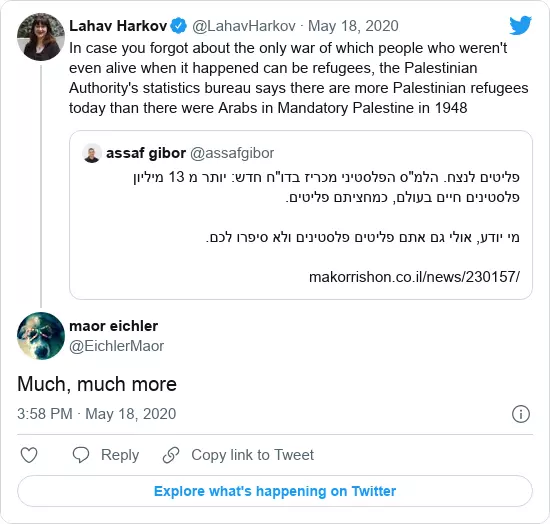 Lahav Harkov @LahavHarkov · May 18, 2020
In case you forgot about the only war of which people who weren't
even alive when it happened can be refugees, the Palestinian
Authority's statistics bureau says there are more Palestinian refugees
today than there were Arabs in Mandatory Palestine in 1948
assaf gibor @assafgibor
פליטים לנצח. הלמ"ס הפלסטיני מכריז בדו"ח חדש: יותר מ 13 מיליון
פלסטינים חיים בעולם, כמחציתם פליטים.
מי יודע, אולי גם אתם פליטים פלסטינים ולא סיפרו לכם.
makorrishon.co.il/news/230157/
maor eichler
@EichlerMaor
Much, much more
3:58 PM · May 18, 2020
Reply Copy link to Tweet
Explore what's happening on Twitter